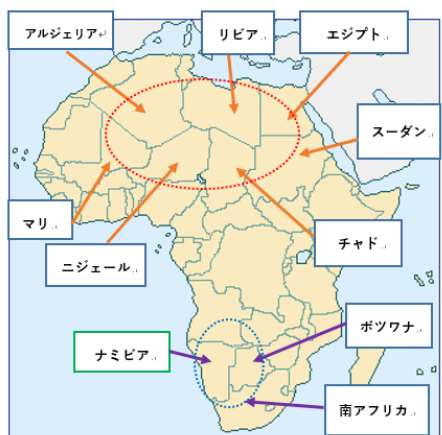 アルジェリア
リビア
エジプト
スーダン
マリ
ニジェール
チャド
ナミビア
ボツワナ
南アフリカ